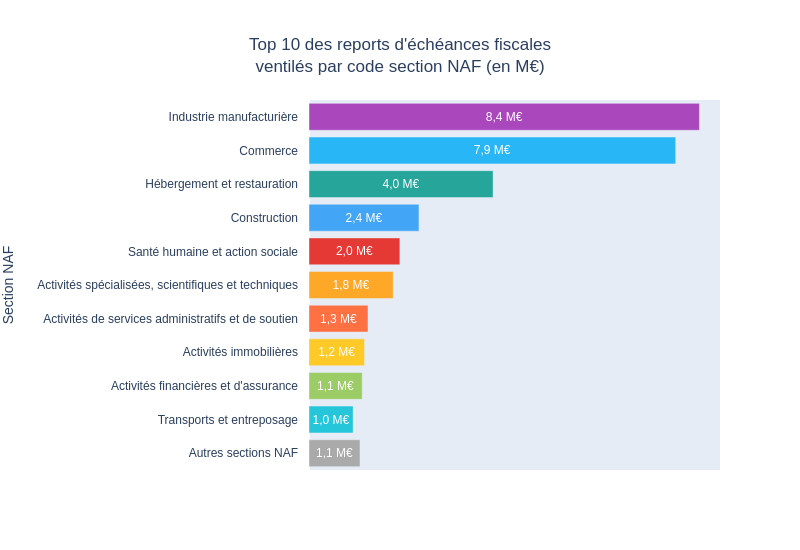 Top 10 des reports d'échéances fiscales
ventilés par code section NAF (en M€)
Section NAF
Industrie manufacturière 8,4 M€
Commerce 7,9 M€
Hébergement et restauration 4,0 M€
Construction 2,4 M€
Santé humaine et action sociale 2,0 M€
Activités spécialisées, scientifiques et techniques 1,8 M€
Activités de services administratifs et de soutien 1,3 M€
Activités immobilières 1,2 M€
Activités financières et d'assurance 1,1 M€
Transports et entreposage 1,0 M€
Autres sections NAF 1,1 M€